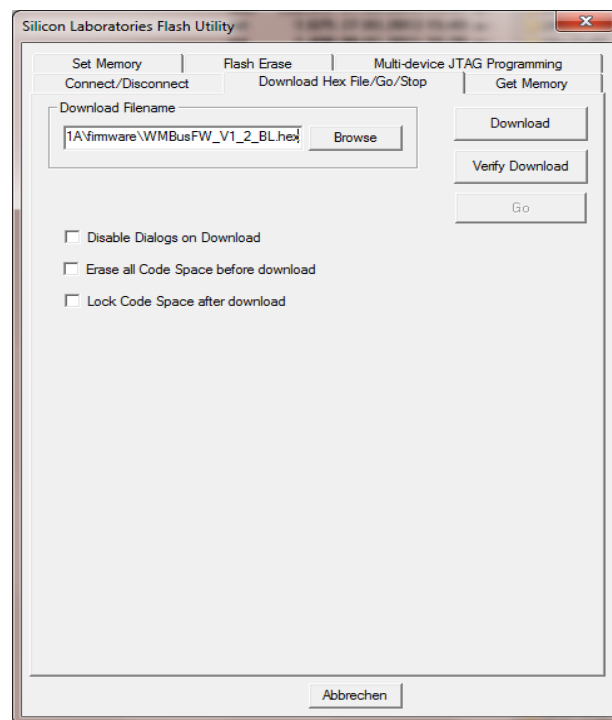 Silicon Laboratories Flash Utility
Set Memory Flash Erase Multi-device JTAG Programming
Connect/Disconnect Download Hex File/Go/Stop Get Memory
Download Filename
1A\firmware\WMBusFW_V1_2_BL.hex Browse
Download
Verify Download
Go
Disable Dialogs on Download
Erase all Code Space before download
Lock Code Space after download
Abbrechen